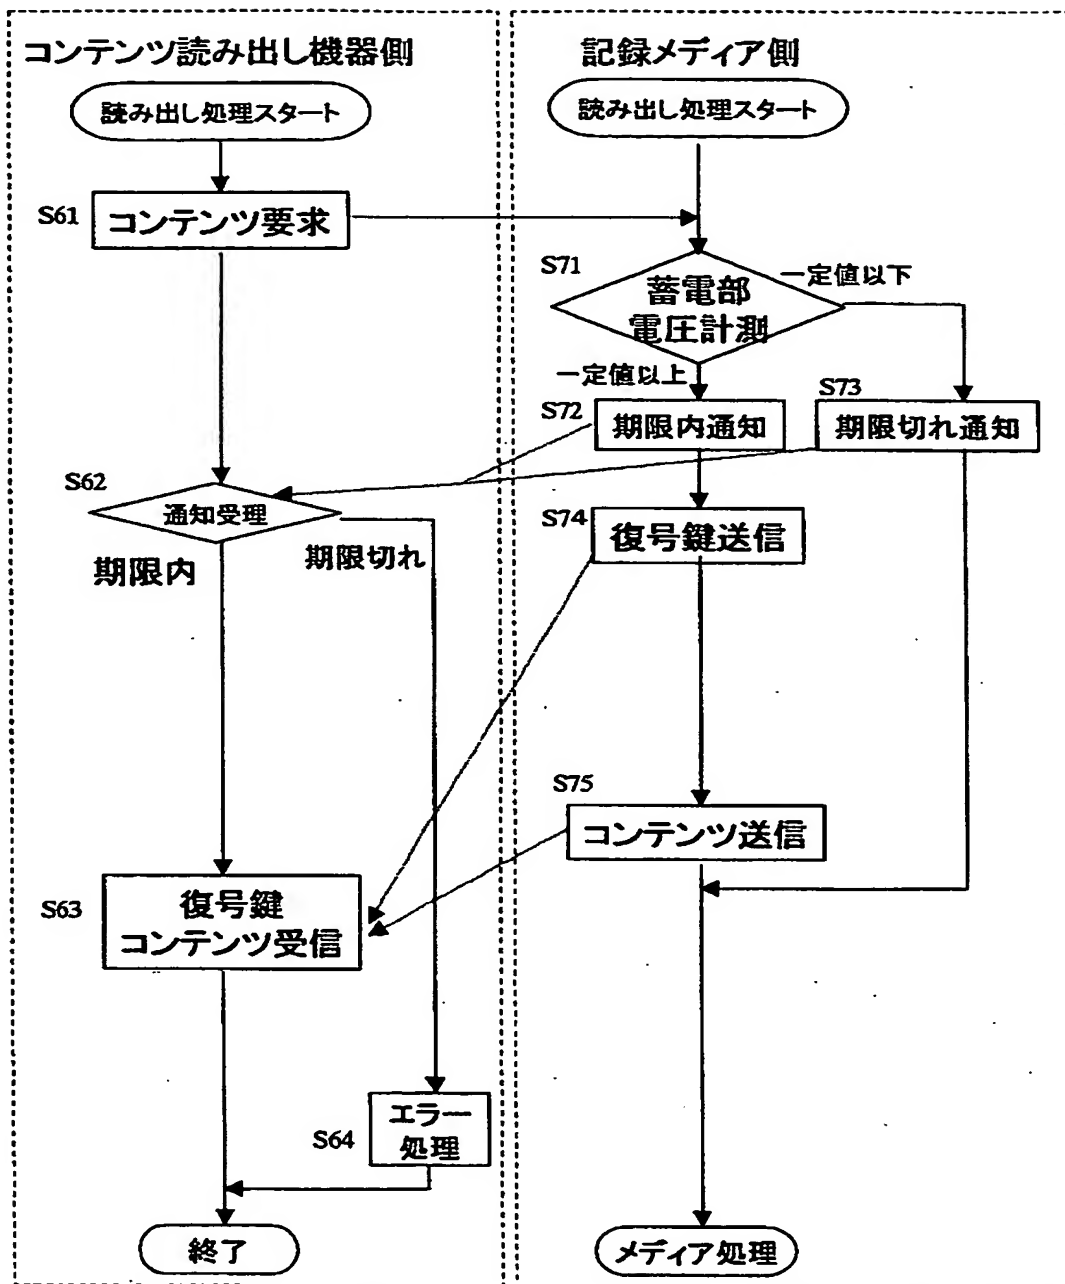 コンテンツ読み出し機器側
読み出し処理スタート
S61
コンテンツ要求
S62
通知受理
期限内
期限切れ
S63
復号鍵
コンテンツ受信
S64
エラー
処理
終了
記録メディア側
読み出し処理スタート
S71
蓄電部
電圧計測
一定値以下
一定値以上
S72
期限内通知
S73
期限切れ通知
S74
復号鍵送信
S75
コンテンツ送信
メディア処理